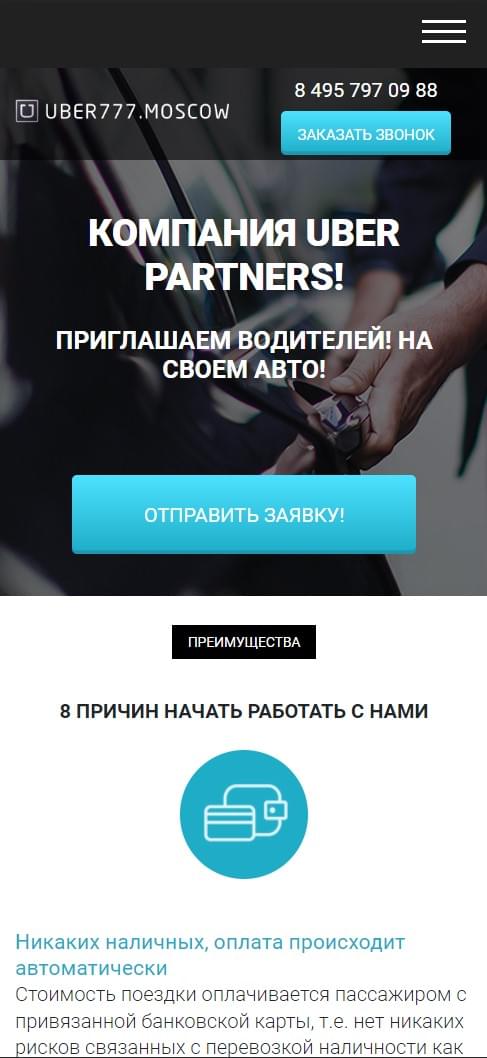 UBER777.MOSCOW
8 495 797 09 88
ЗАКАЗАТЬ ЗВОНОК
КОМПАНИЯ UBER
PARTNERS!
ПРИГЛАШАЕМ ВОДИТЕЛЕЙ! НА
СВОЕМ АВТО!
ОТПРАВИТЬ ЗАЯВКУ!
ПРЕИМУЩЕСТВА
8 ПРИЧИН НАЧАТЬ РАБОТАТЬ С НАМИ
Никаких наличных, оплата происходит
автоматически
Стоимость поездки оплачивается пассажиром с
привязанной банковской карты, т.е. нет никаких
рисков связанных с перевозкой наличности как